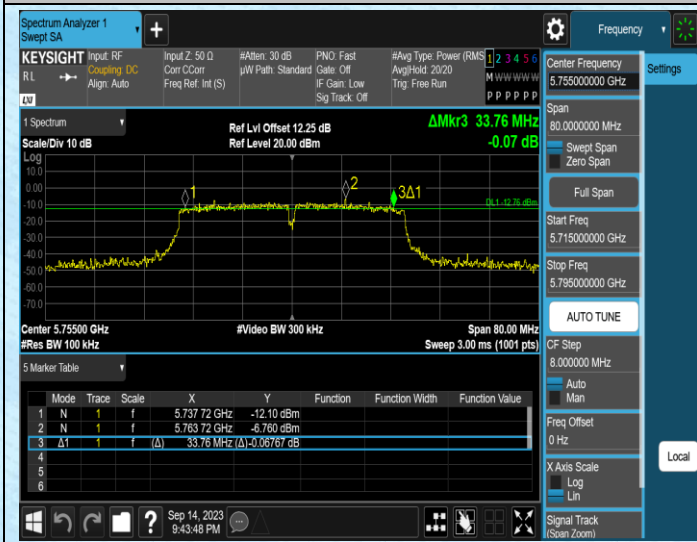 Spectrum Analyzer 1
Swept SA
Frequency
KEYSIGHT
RL
LXI
Input: RF
Coupling: DC
Align: Auto
Input Z: 50 Ω
Corr CCorr
Freq Ref: Int (S)
#Atten: 30 dB
µW Path: Standard
PNO: Fast
Gate: Off
IF Gain: Low
Sig Track: Off
#Avg Type: Power (RMS
Avg|Hold: 20/20
Trig: Free Run
1 2 3 4 5 6
M W W W W W
P P P P P P
1 Spectrum
Scale/Div 10 dB
Ref Lvl Offset 12.25 dB
Ref Level 20.00 dBm
ΔMkr3 33.76 MHz
-0.07 dB
Log
10.0
0.00
-10.0
-20.0
-30.0
-40.0
-50.0
-60.0
-70.0
1
2
3Δ1
DL1 -12.76 dBm
Center 5.75500 GHz
#Video BW 300 kHz
Span 80.00 MHz
#Res BW 100 kHz
Sweep 3.00 ms (1001 pts)
5 Marker Table
Mode Trace Scale X Y Function Function Width Function Value
1 N 1 f 5.737 72 GHz -12.10 dBm
2 N 1 f 5.763 72 GHz -6.760 dBm
3 Δ1 1 f (Δ) 33.76 MHz (Δ) -0.06767 dB
4
5
6
Sep 14, 2023
9:43:48 PM
Center Frequency
5.755000000 GHz
Span
80.0000000 MHz
Swept Span
Zero Span
Full Span
Start Freq
5.715000000 GHz
Stop Freq
5.795000000 GHz
AUTO TUNE
CF Step
8.000000 MHz
Auto
Man
Freq Offset
0 Hz
X Axis Scale
Log
Lin
Signal Track
(Span Zoom)
Settings
Local